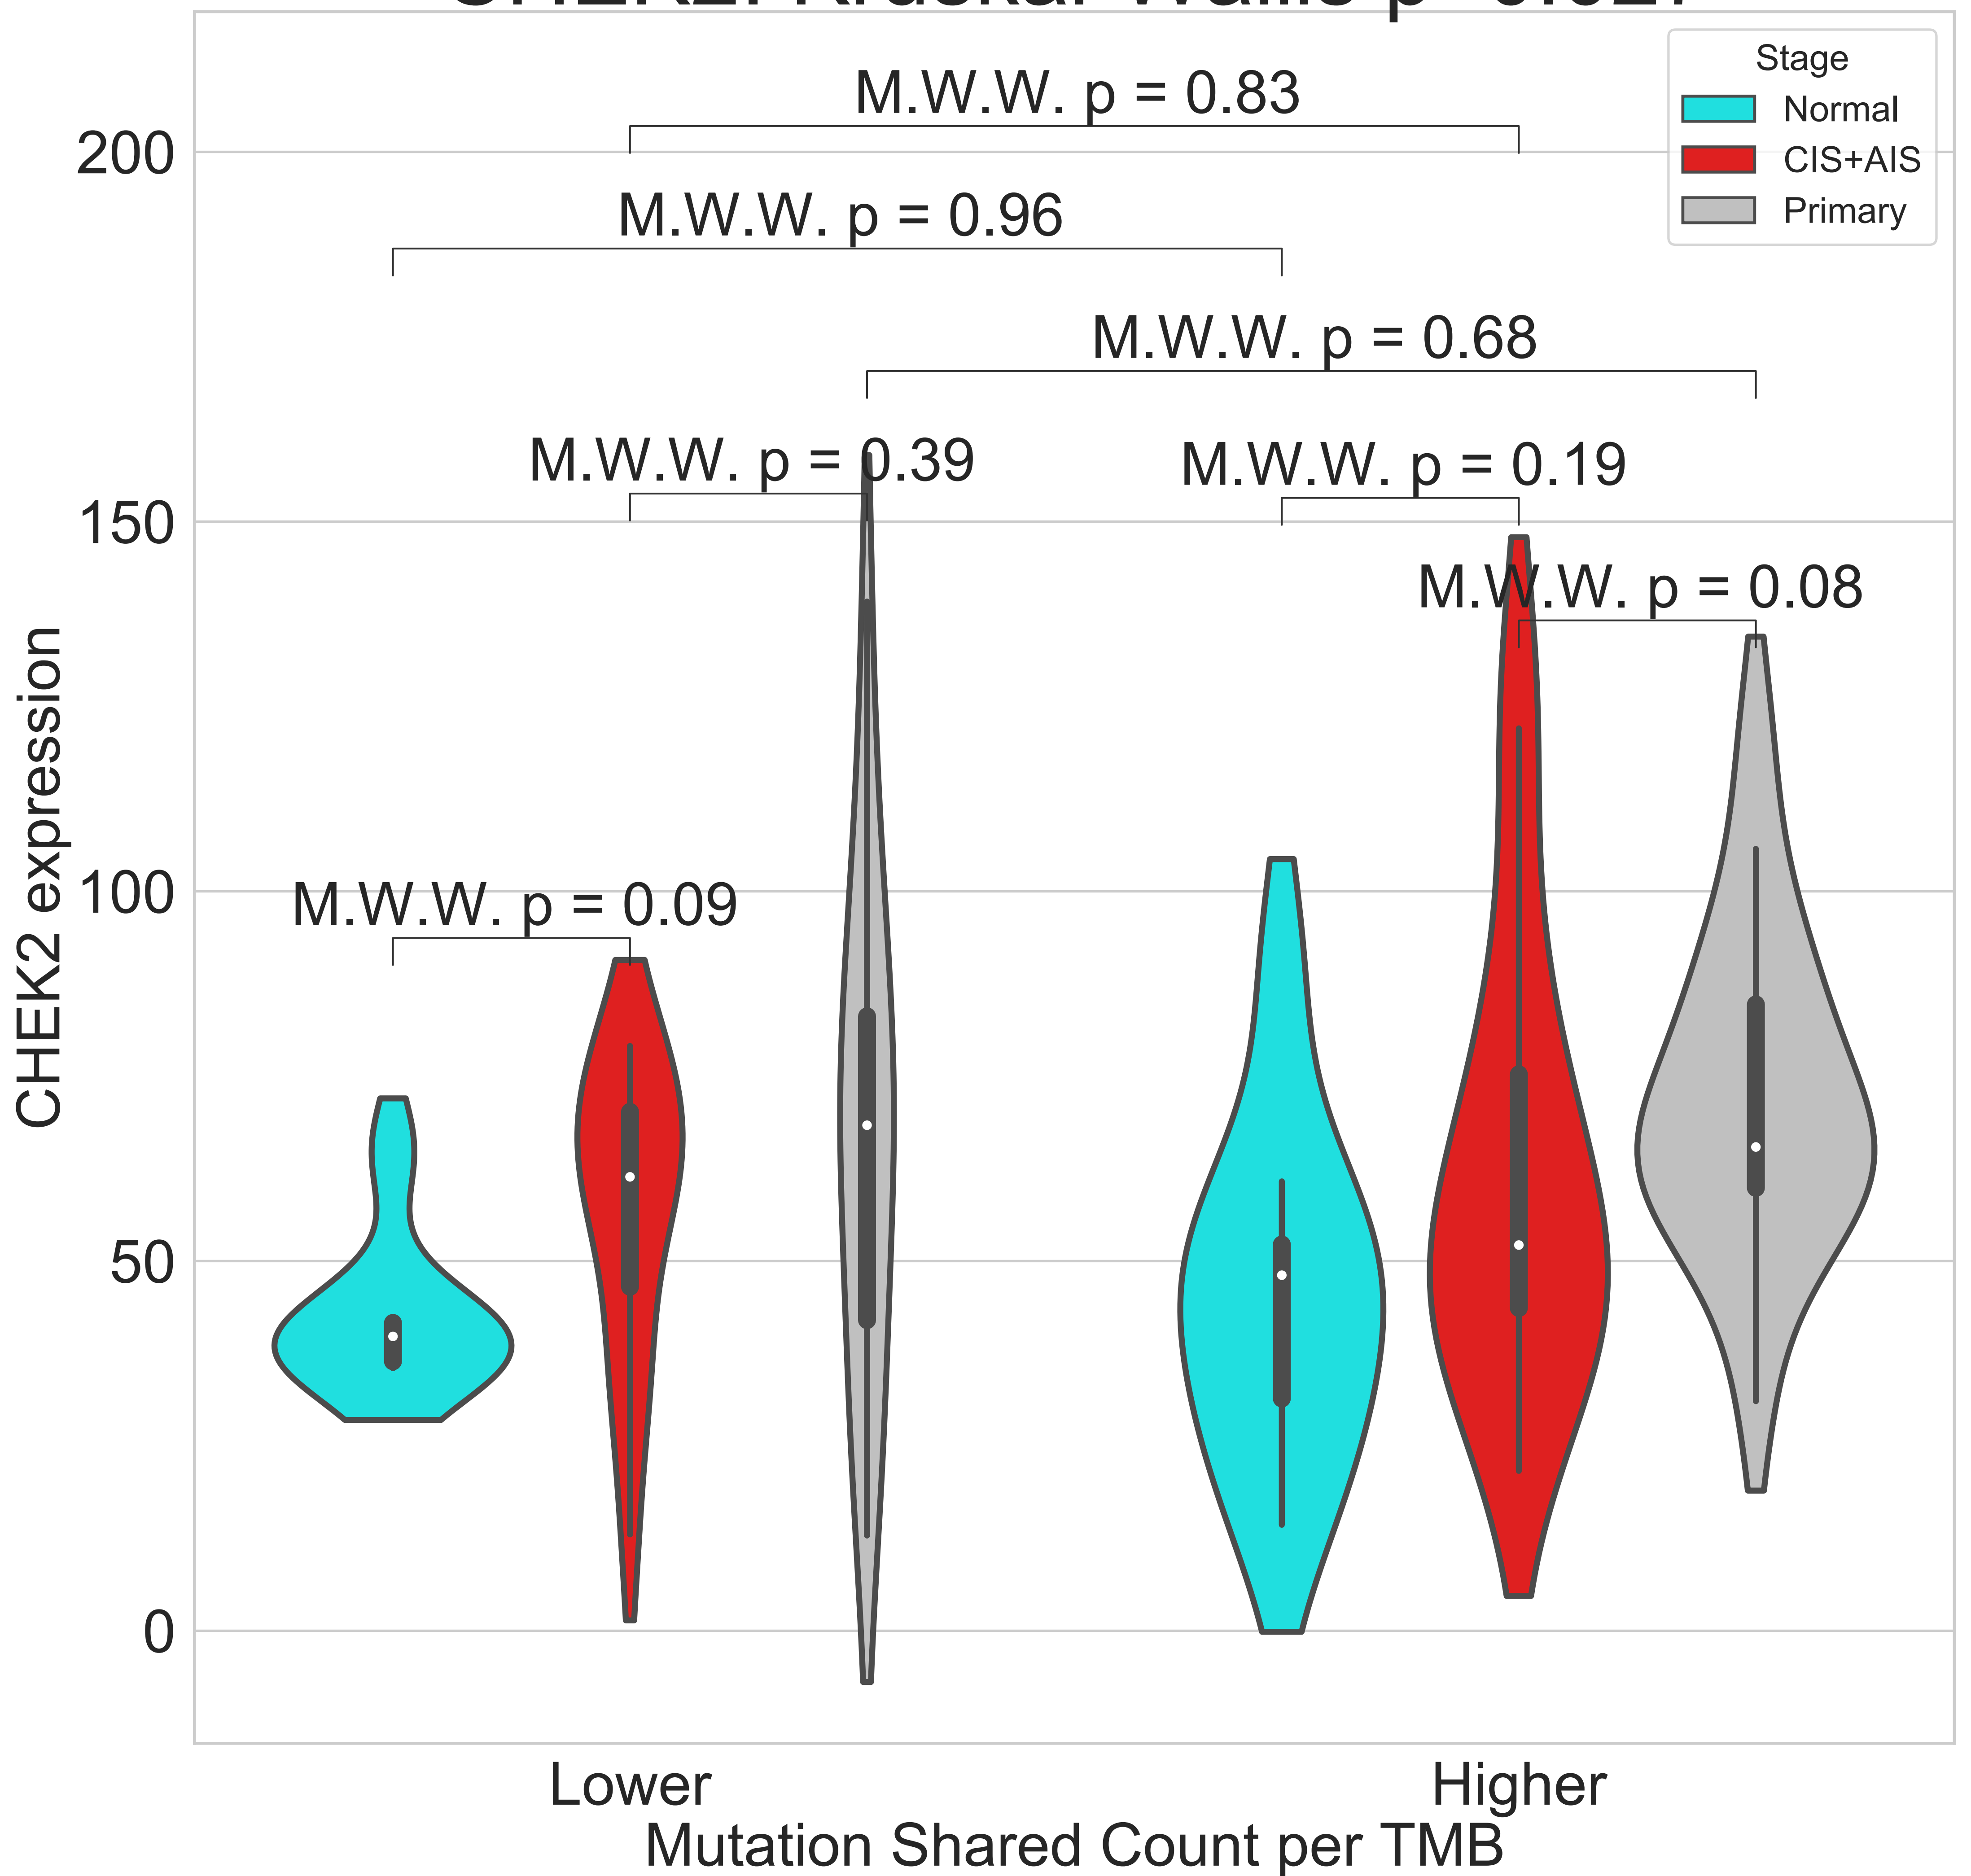 Stage
Normal
CIS+AIS
Primary
M.W.W. p = 0.83
M.W.W. p = 0.96
M.W.W. p = 0.68
M.W.W. p = 0.39
M.W.W. p = 0.19
M.W.W. p = 0.08
M.W.W. p = 0.09
200
150
100
50
0
CHEK2 expression
Lower
Higher
Mutation Shared Count per TMB